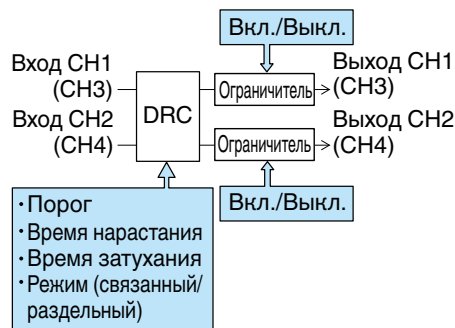 Вкл./Выкл.
Вход CH1
(CH3)
Ограничитель
Выход CH1
(CH3)
DRC
Вход CH2
(CH4)
Ограничитель
Выход CH2
(CH4)
Вкл./Выкл.
· Порог
· Время нарастания
· Время затухания
· Режим (связанный/
раздельный)